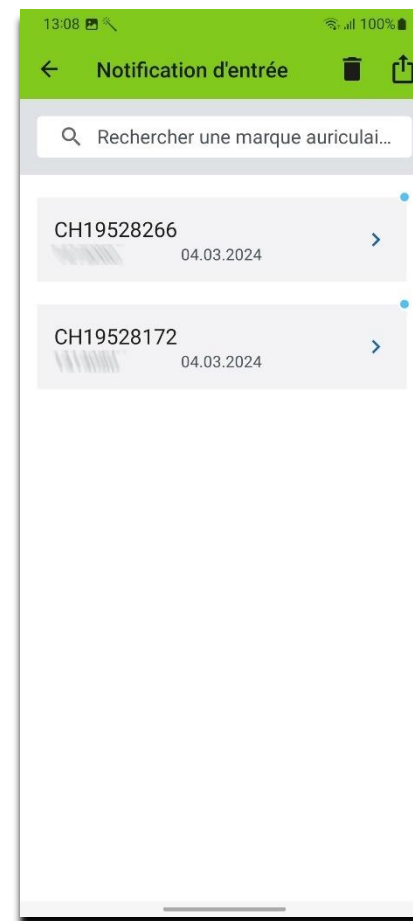 13:08 100%
Notification d'entrée
Rechercher une marque auriculai...
CH19528266
04.03.2024
CH19528172
04.03.2024